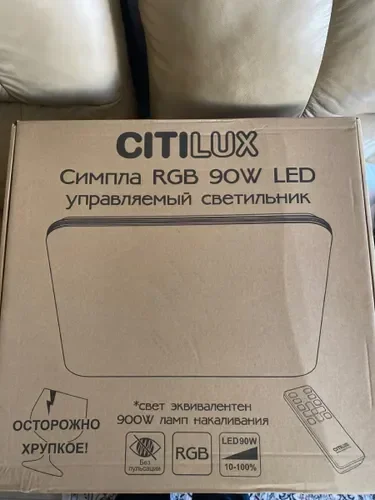 CITILUX
Симпла RGB 90W LED
управляемый светильник
*свет эквивалентен
900W ламп накаливания
ОСТОРОЖНО
ХРУПКОЕ!
Без
пульсации
RGB
LED90W
10-100%
CITILUX